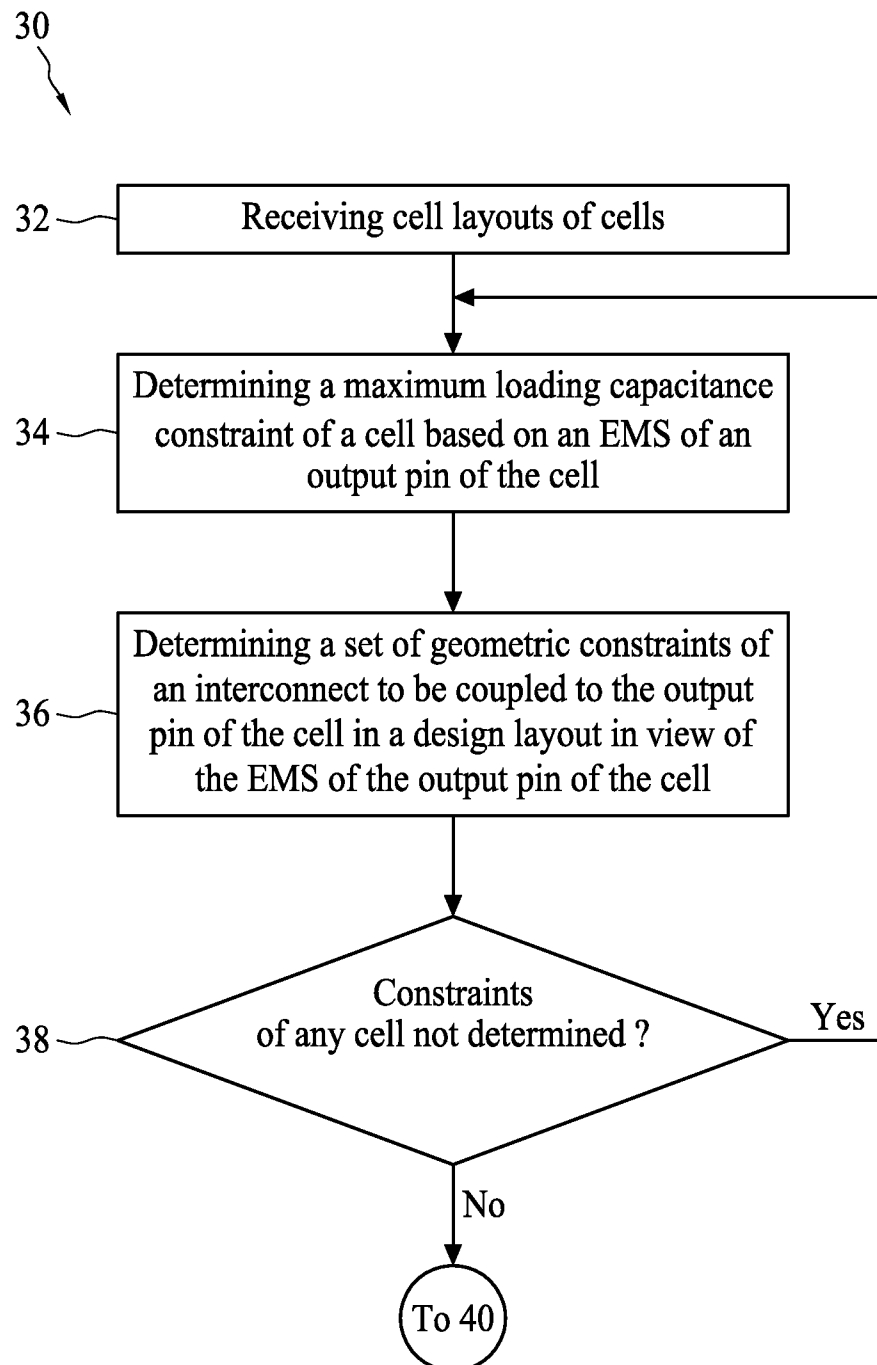 30
32
Receiving cell layouts of cells
34
Determining a maximum loading capacitance
constraint of a cell based on an EMS of an
output pin of the cell
36
Determining a set of geometric constraints of
an interconnect to be coupled to the output
pin of the cell in a design layout in view of
the EMS of the output pin of the cell
38
Constraints
of any cell not determined ?
Yes
No
To 40